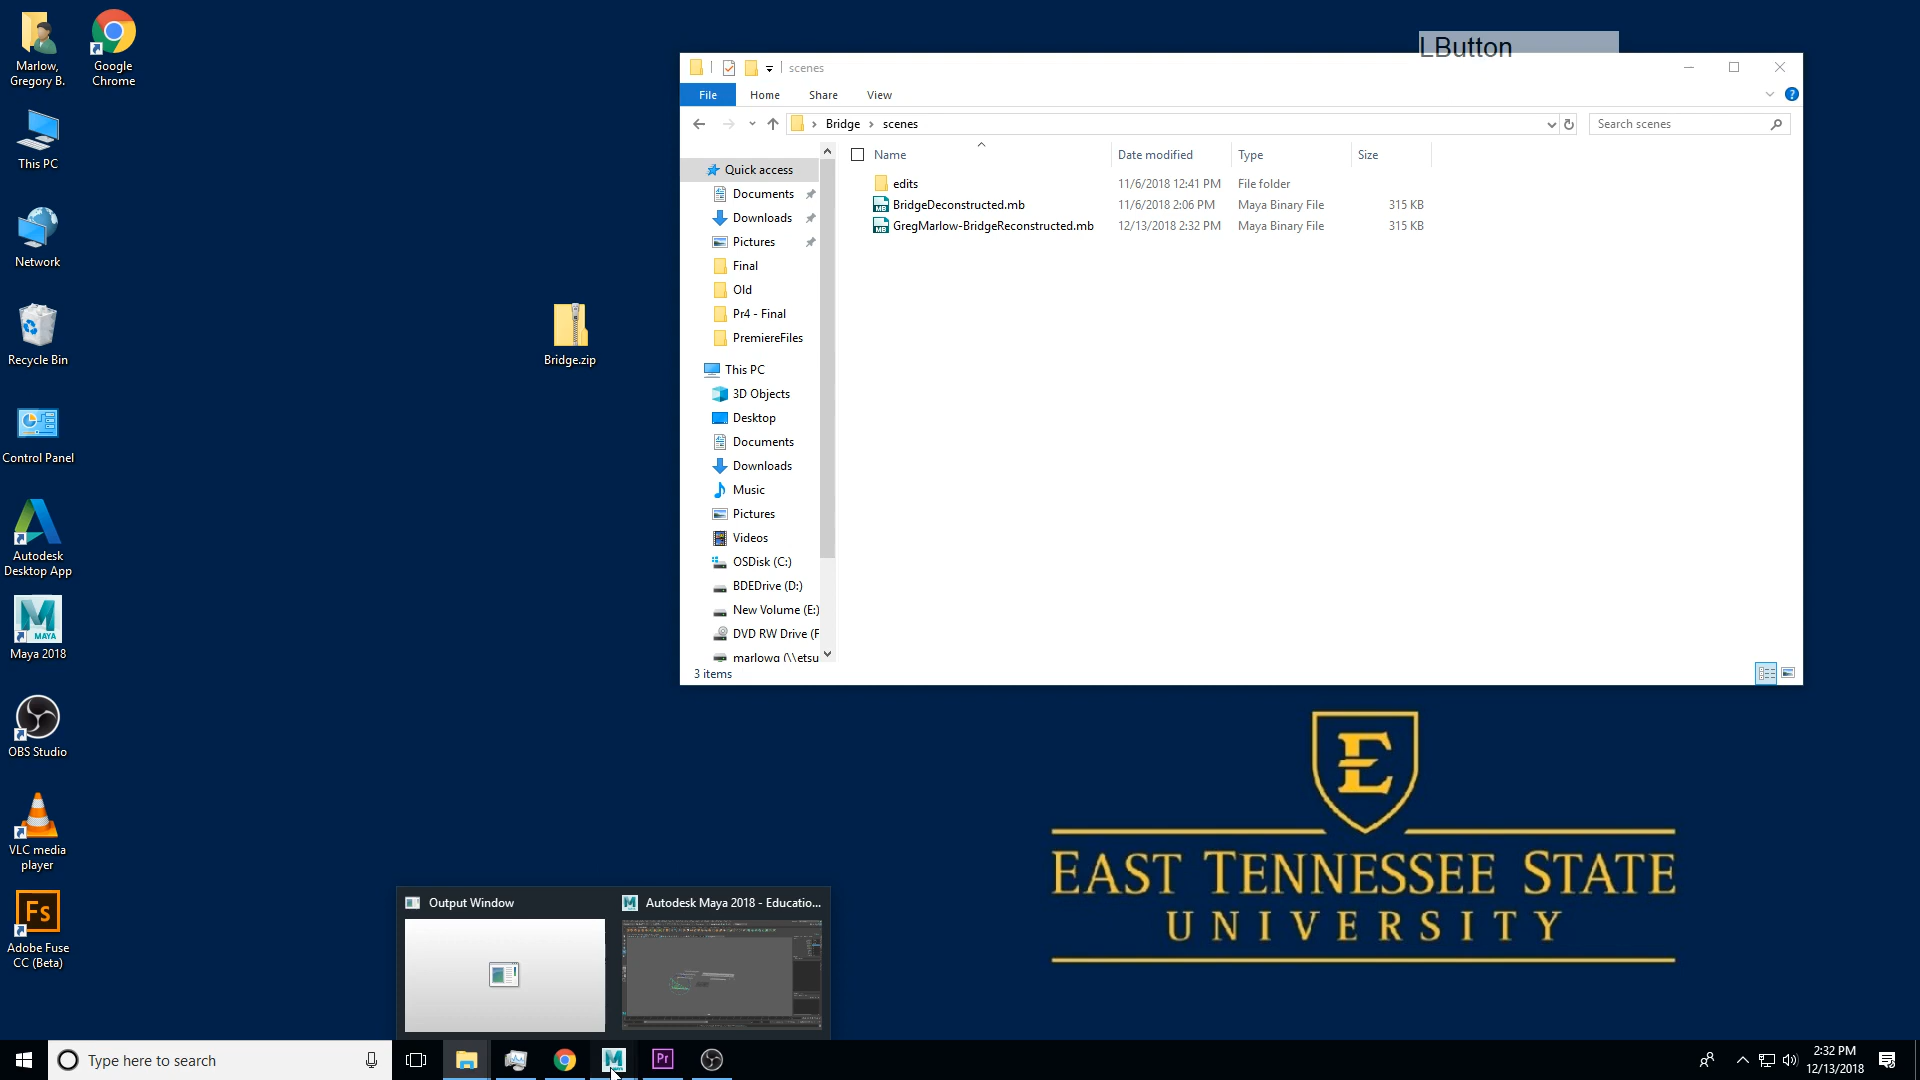 Marlow,
Gregory B.
Google
Chrome
This PC
Network
Recycle Bin
Control Panel
Autodesk
Desktop App
MAYA
Maya 2018
OBS Studio
VLC media
player
Fs
Adobe Fuse
CC (Beta)
Bridge.zip
LButton
scenes
File
Home
Share
View
Bridge
scenes
Search scenes
Name
Date modified
Type
Size
edits
11/6/2018 12:41 PM
File folder
MB
BridgeDeconstructed.mb
11/6/2018 2:06 PM
Maya Binary File
315 KB
MB
GregMarlow-BridgeReconstructed.mb
12/13/2018 2:32 PM
Maya Binary File
315 KB
Quick access
Documents
Downloads
Pictures
Final
Old
Pr4 - Final
PremiereFiles
This PC
3D Objects
Desktop
Documents
Downloads
Music
Pictures
Videos
OSDisk (C:)
BDEDrive (D:)
New Volume (E:)
DVD RW Drive (F
marlowg (\\etsu
3 items
E
EAST TENNESSEE STATE
UNIVERSITY
Output Window
Autodesk Maya 2018 - Educatio...
Type here to search
Pr
2:32 PM
12/13/2018